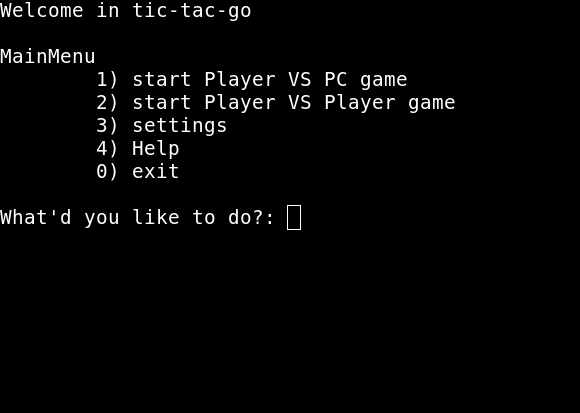 Welcome in tic-tac-go
MainMenu
1) start Player VS PC game
2) start Player VS Player game
3) settings
4) Help
0) exit
What'd you like to do?: